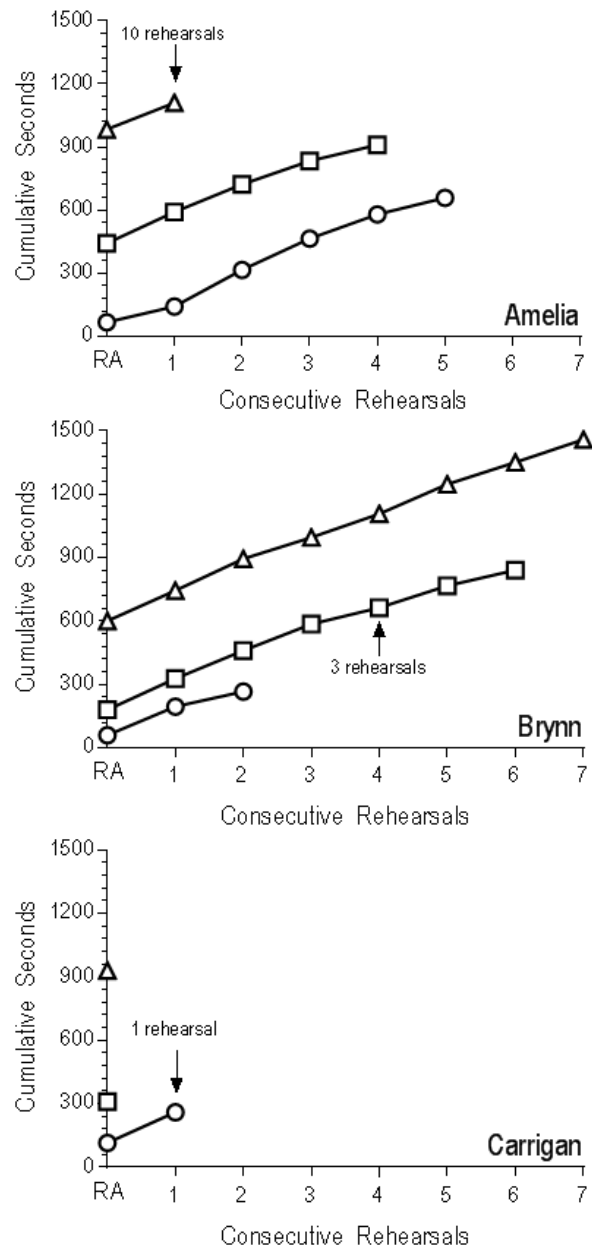 1500
10 rehearsals
1200
900
600
300
0
Cumulative Seconds
Amelia
RA 1 2 3 4 5 6 7
Consecutive Rehearsals
1500
1200
900
600
300
0
Cumulative Seconds
3 rehearsals
Brynn
RA 1 2 3 4 5 6 7
Consecutive Rehearsals
1500
1200
900
600
300
0
Cumulative Seconds
1 rehearsal
Carrigan
RA 1 2 3 4 5 6 7
Consecutive Rehearsals